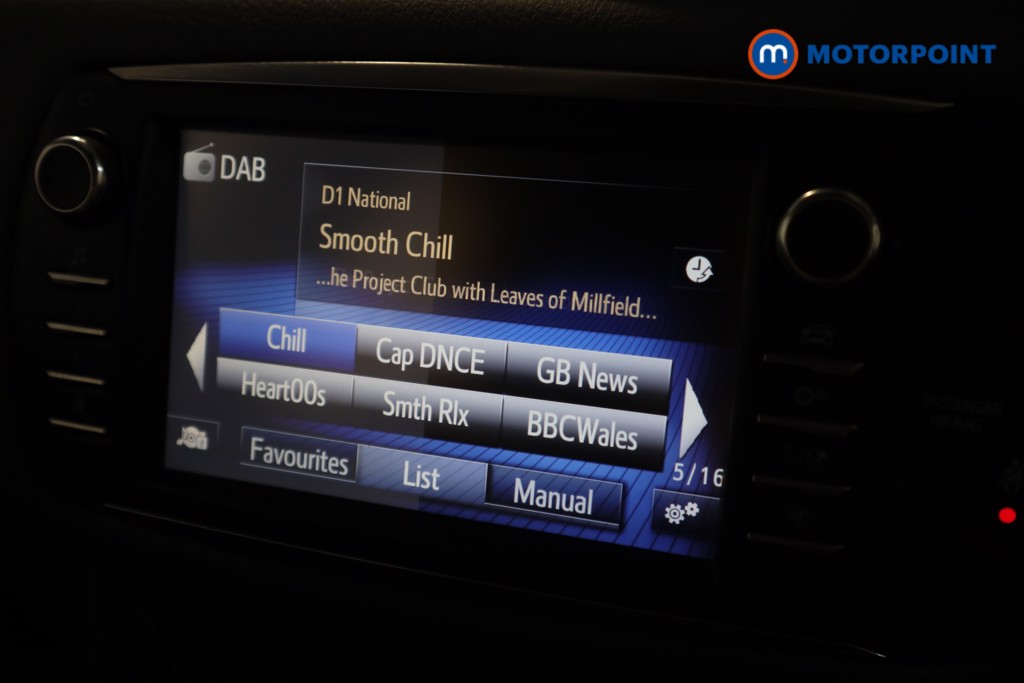 m MOTORPOINT
DAB
D1 National
Smooth Chill
...he Project Club with Leaves of Millfield...
Chill Cap DNCE GB News
Heart00s Smth Rlx BBCWales
5/16
Favourites List Manual